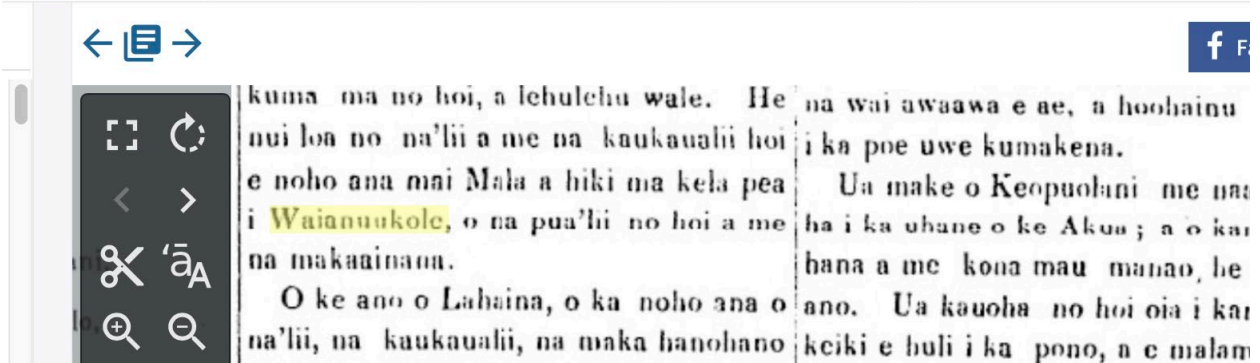 kuma ma no hoi, a lehulehu wale. He
nui loa no na'lii a me na kaukaualii hoi
e noho ana mai Mala a hiki ma kela pea
i Waianuukole, o na pua'lii no hoi a me
na makaainana.
O ke ano o Lahaina, o ka noho ana o
na'lii, na kaukaualii, na maka hanohano
na wai awaawa e ae, a hoohainu
i ka poe uwe kumakena.
Ua make o Keopuolani me
ha i ka uhane o ke Akua; a o
hana a me kona mau manao, he
ano. Ua kauoha no hoi oia i
keiki e huli i ka pono, a e
'āA